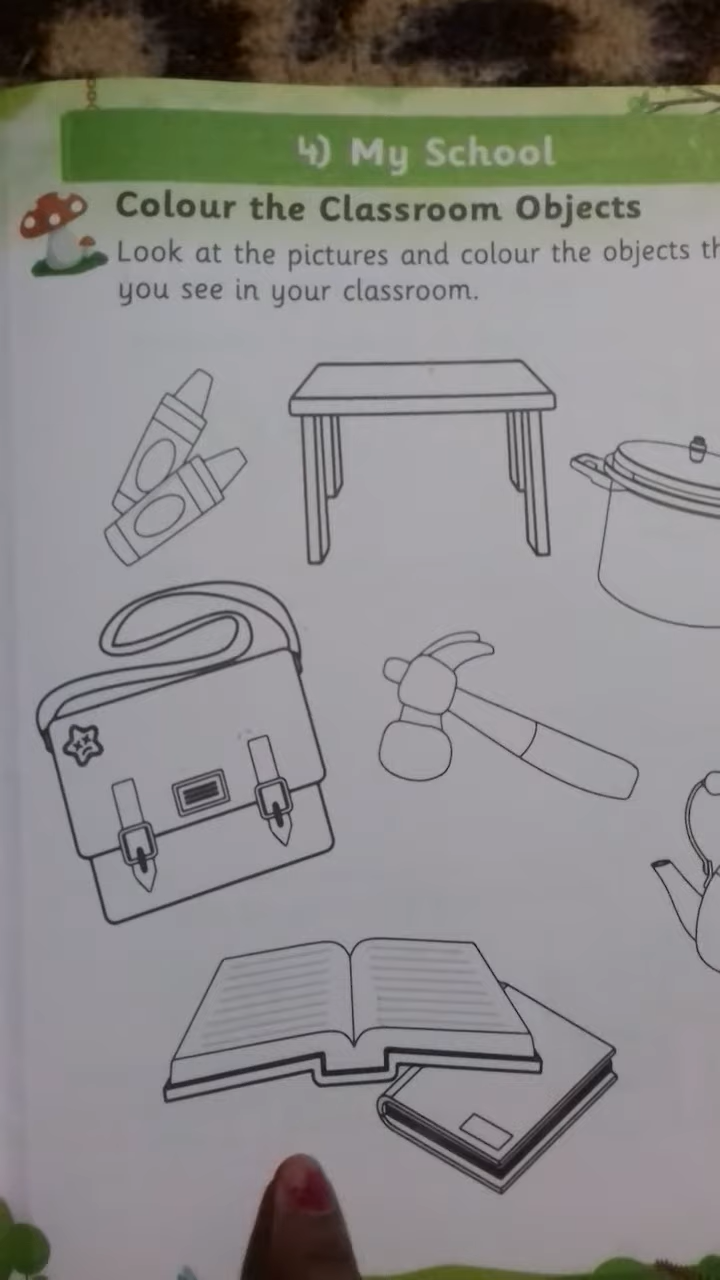 4) My School
Colour the Classroom Objects
Look at the pictures and colour the objects
you see in your classroom.